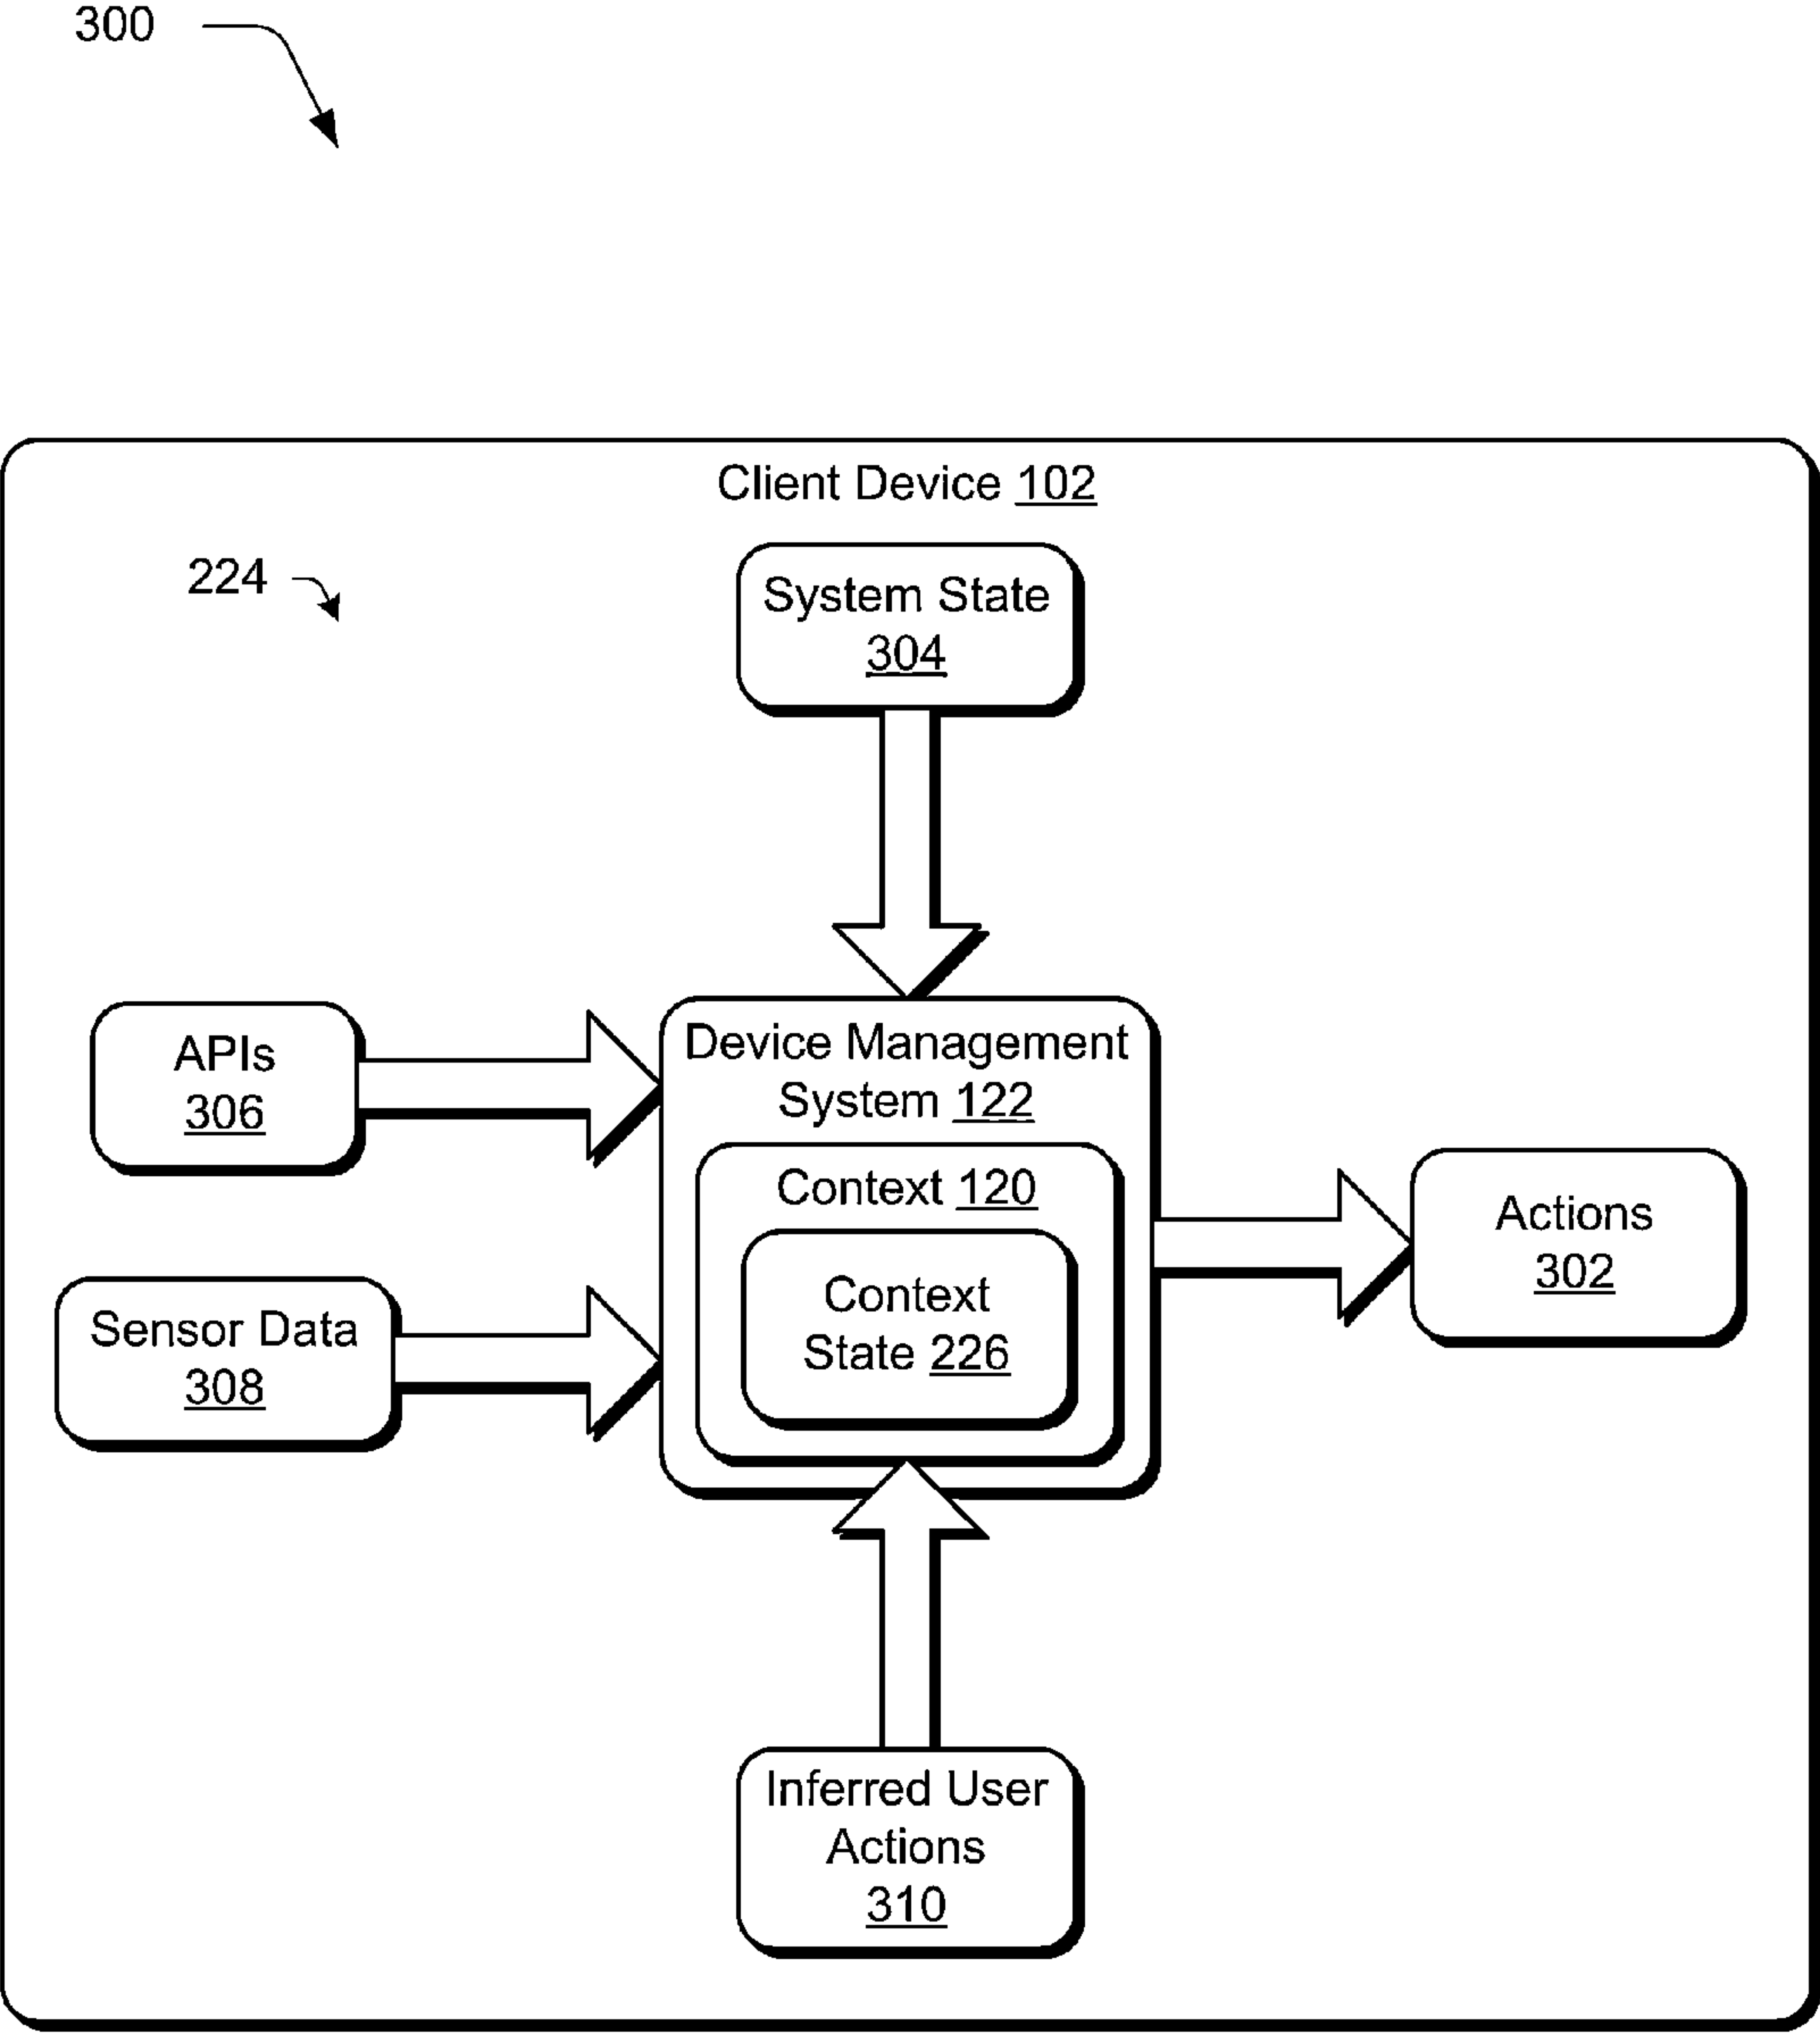 300
Client Device 102
224
System State
304
APIs
306
Device Management
System 122
Context 120
Context
State 226
Sensor Data
308
Actions
302
Inferred User
Actions
310